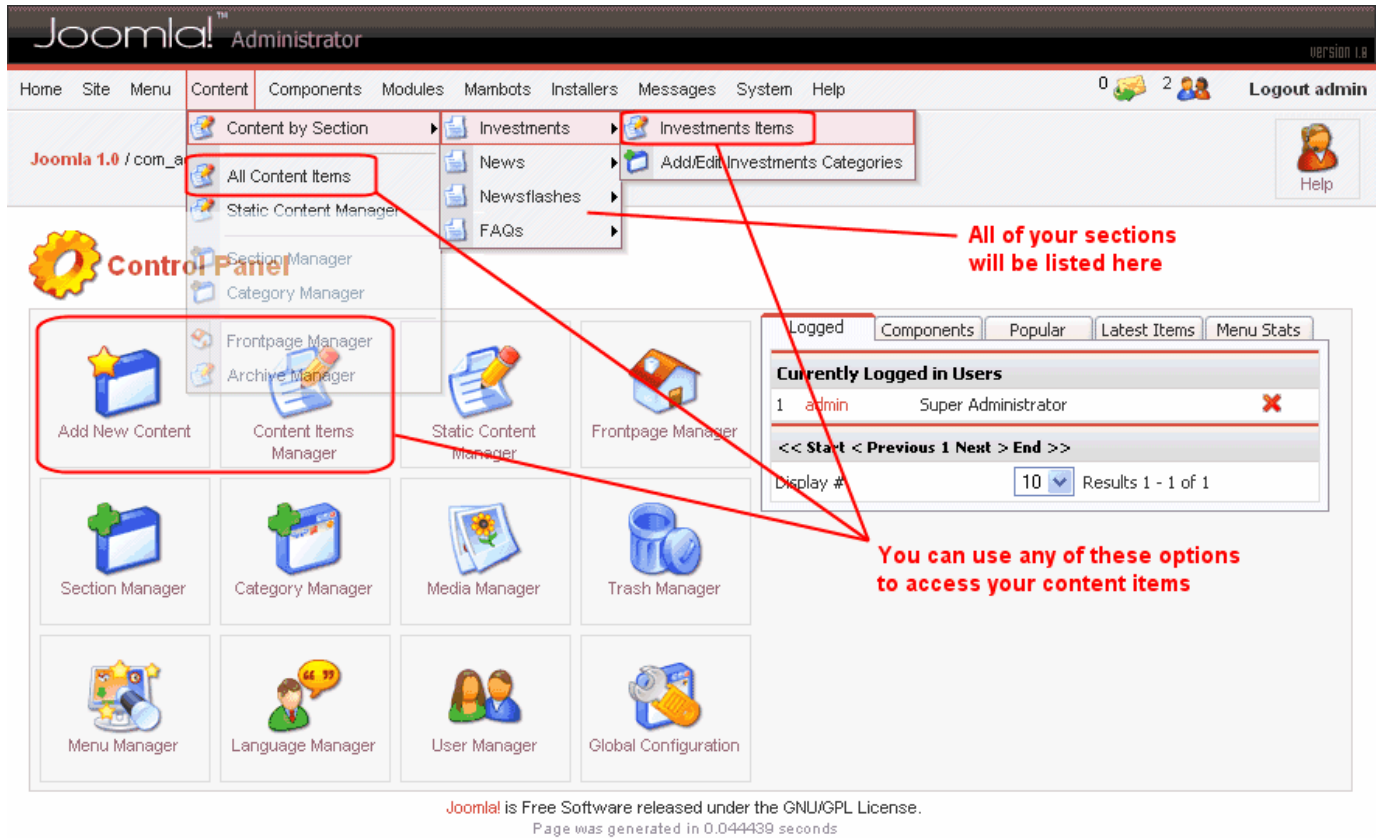 Joomla!™ Administrator
Version 1.0
Home Site Menu Content Components Modules Mambots Installers Messages System Help 0 2 Logout admin
Content by Section
Investments
Investments Items
Joomla 1.0 / com_a
All Content Items
News
Add/Edit Investments Categories
Help
Static Content Manager
Newsflashes
FAQs
All of your sections
will be listed here
Control Panel
Section Manager
Category Manager
Frontpage Manager
Archive Manager
Logged Components Popular Latest Items Menu Stats
Currently Logged in Users
1 admin Super Administrator
<< Start < Previous 1 Next > End >>
Display # 10 Results 1 - 1 of 1
Add New Content
Content Items
Manager
Static Content
Manager
Frontpage Manager
You can use any of these options
to access your content items
Section Manager
Category Manager
Media Manager
Trash Manager
Menu Manager
Language Manager
User Manager
Global Configuration
Joomla! is Free Software released under the GNU/GPL License.
Page was generated in 0.044439 seconds